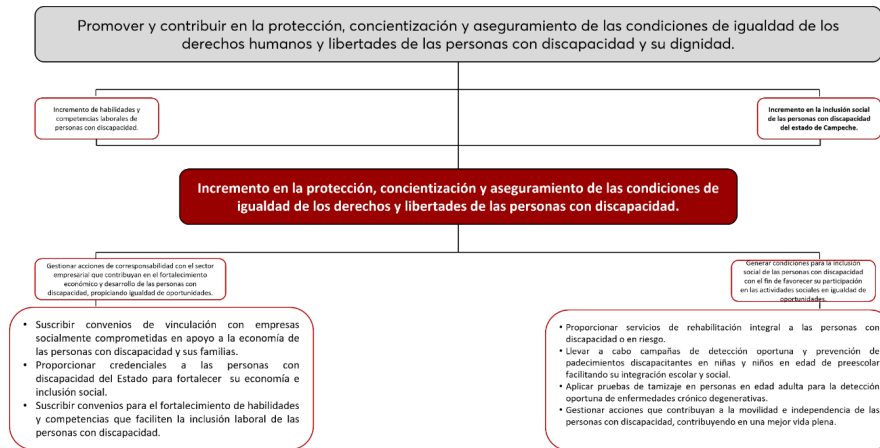 Promover y contribuir en la protección, concientización y aseguramiento de las condiciones de igualdad de los
derechos humanos y libertades de las personas con discapacidad y su dignidad.
Incremento de habilidades y
competencias laborales de
personas con discapacidad.
Incremento en la inclusión social
de las personas con discapacidad
del estado de Campeche.
Incremento en la protección, concientización y aseguramiento de las condiciones de
igualdad de los derechos y libertades de las personas con discapacidad.
Gestionar acciones de corresponsabilidad con el sector
empresarial que contribuyan en el fortalecimiento
económico y desarrollo de las personas con
discapacidad, propiciando igualdad de oportunidades.
Generar condiciones para la inclusión
social de las personas con discapacidad
con el fin de favorecer su participación
en las actividades sociales en igualdad de
oportunidades.
• Suscribir convenios de vinculación con empresas
socialmente comprometidas en apoyo a la economía de
las personas con discapacidad y sus familias.
• Proporcionar credenciales a las personas con
discapacidad del Estado para fortalecer su economía e
inclusión social.
• Suscribir convenios para el fortalecimiento de habilidades
y competencias que faciliten la inclusión laboral de las
personas con discapacidad.
• Proporcionar servicios de rehabilitación integral a las personas con
discapacidad o en riesgo.
• Llevar a cabo campañas de detección oportuna y prevención de
padecimientos discapacitantes en niñas y niños en edad de preescolar
facilitando su integración escolar y social.
• Aplicar pruebas de tamizaje en personas en edad adulta para la detección
oportuna de enfermedades crónico degenerativas.
• Gestionar acciones que contribuyan a la movilidad e independencia de las
personas con discapacidad, contribuyendo en una mejor vida plena.